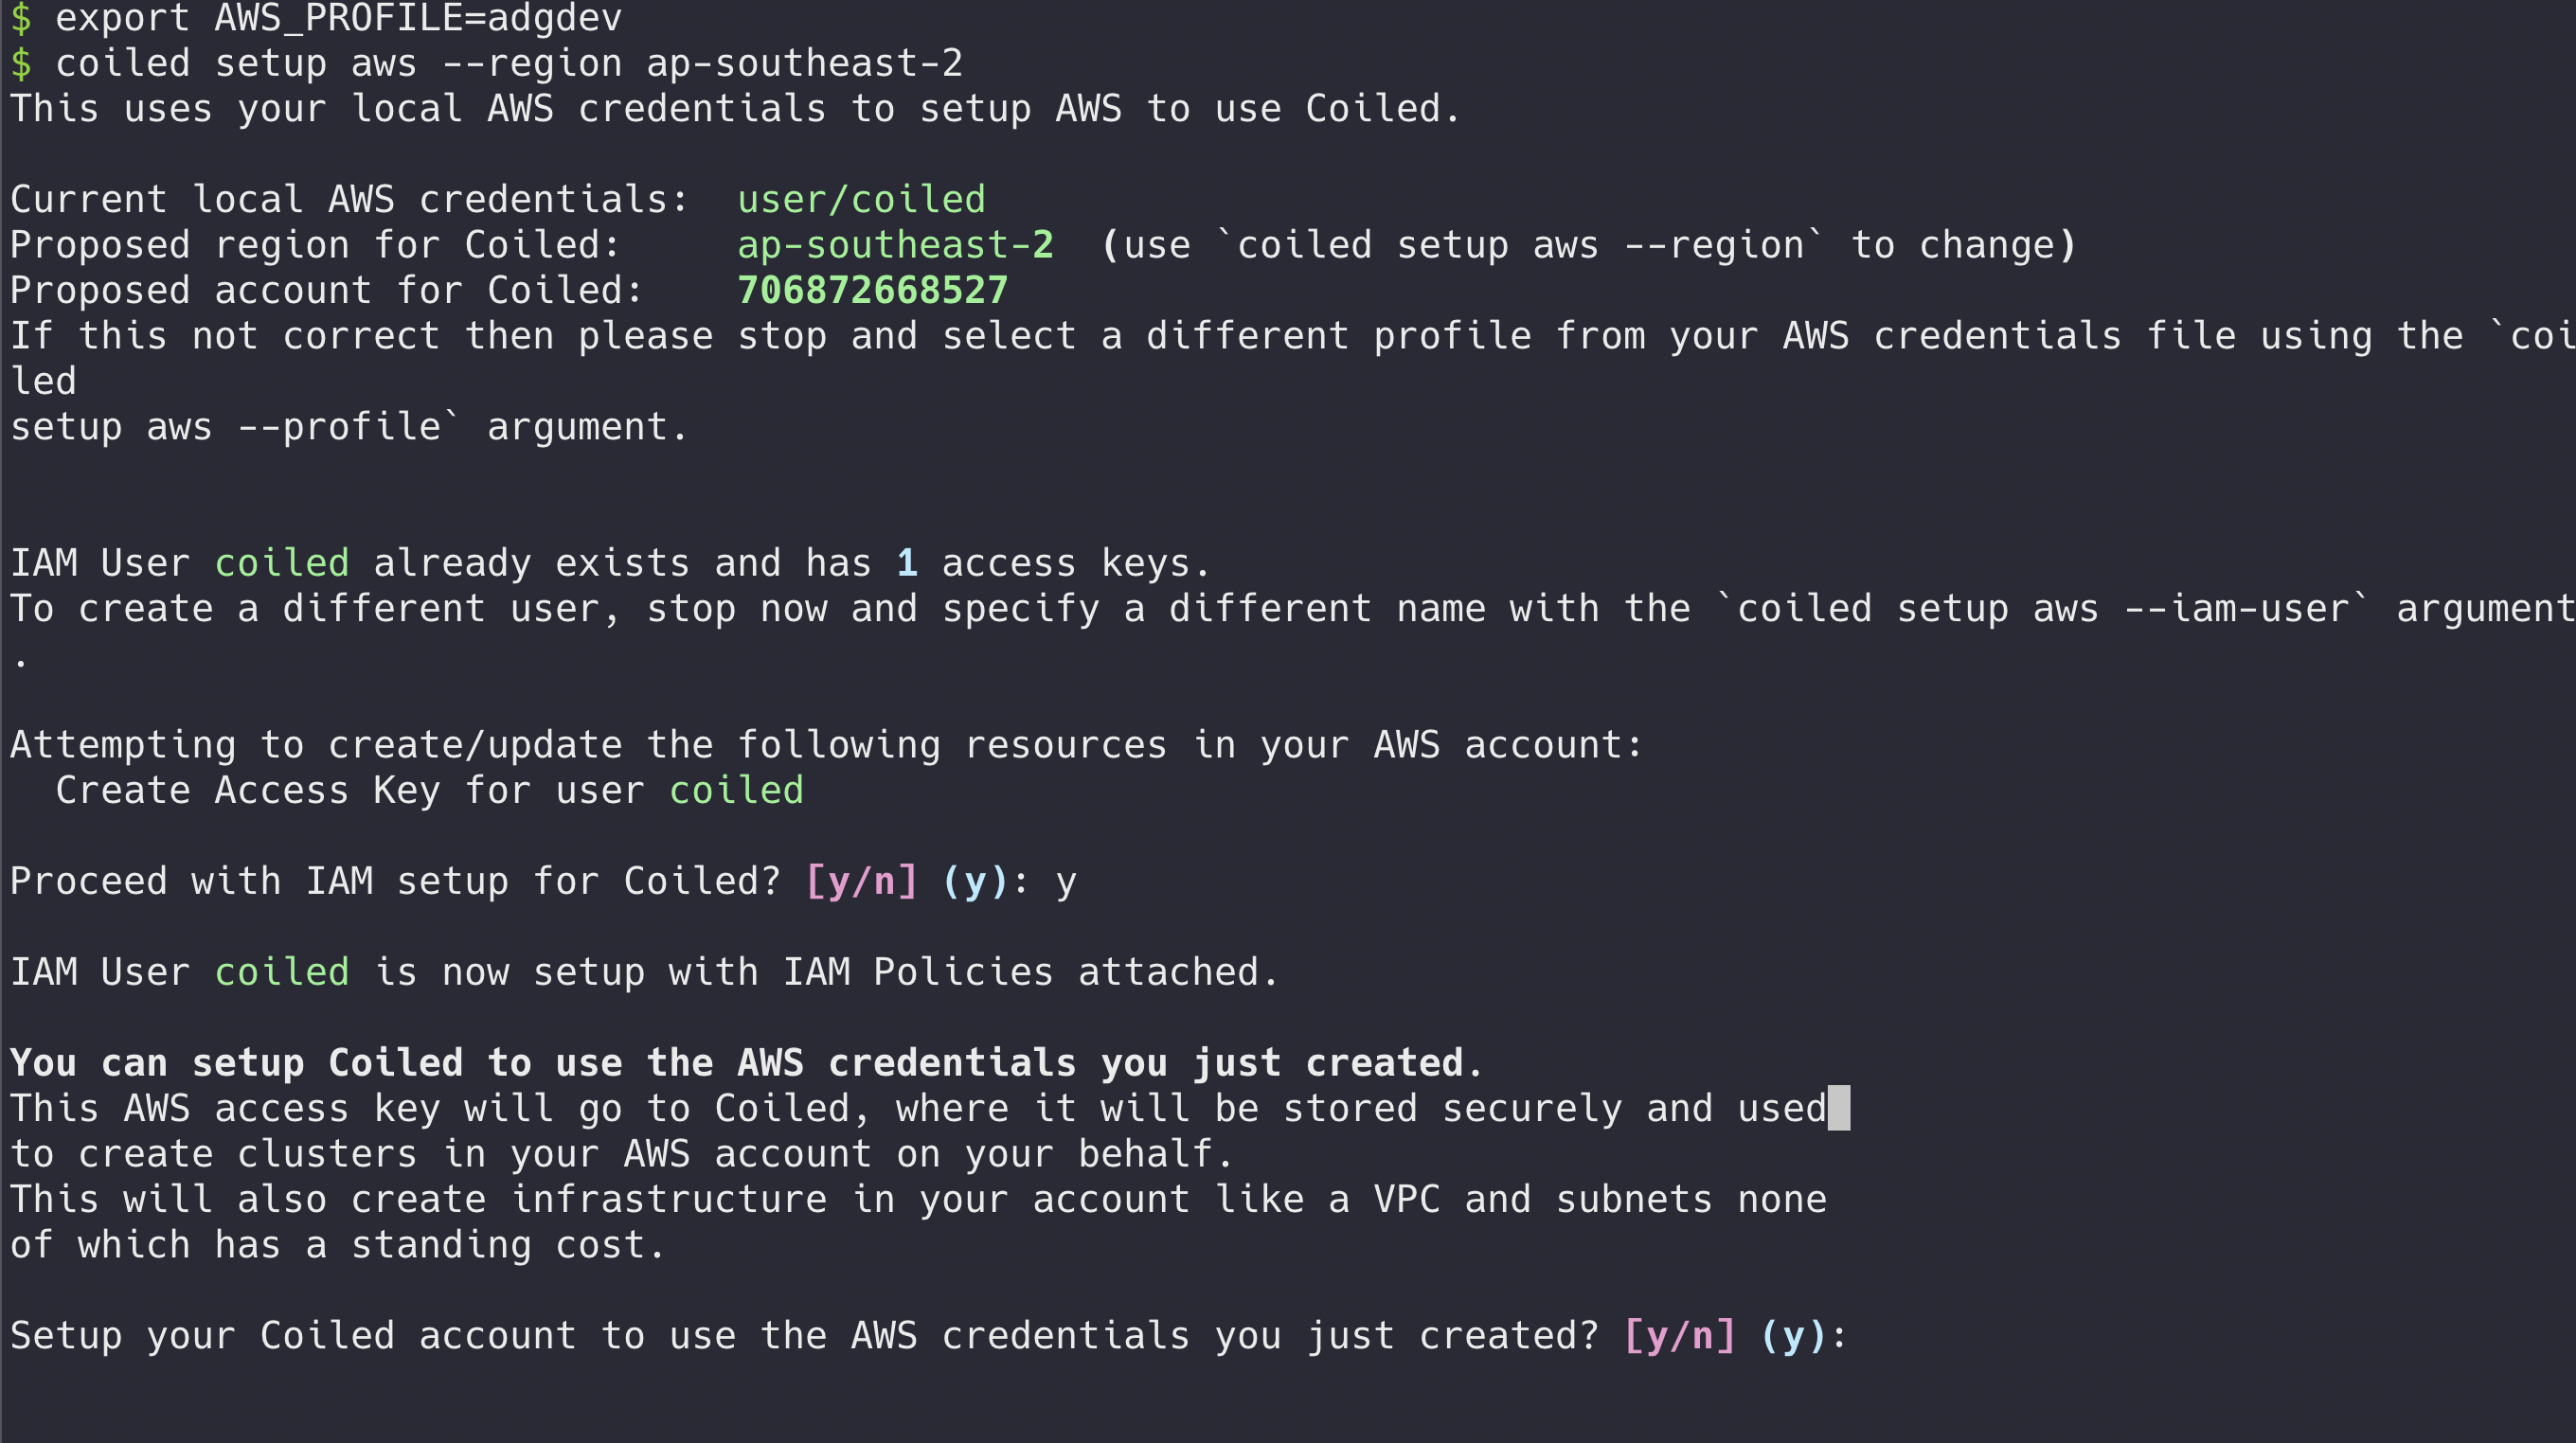 $ export AWS_PROFILE=adgdev
$ coiled setup aws --region ap-southeast-2
This uses your local AWS credentials to setup AWS to use Coiled.
Current local AWS credentials:  user/coiled
Proposed region for Coiled:     ap-southeast-2  (use `coiled setup aws --region` to change)
Proposed account for Coiled:    706872668527
If this not correct then please stop and select a different profile from your AWS credentials file using the `coi
led
setup aws --profile` argument.
IAM User coiled already exists and has 1 access keys.
To create a different user, stop now and specify a different name with the `coiled setup aws --iam-user` argument
.
Attempting to create/update the following resources in your AWS account:
  Create Access Key for user coiled
Proceed with IAM setup for Coiled? [y/n] (y): y
IAM User coiled is now setup with IAM Policies attached.
You can setup Coiled to use the AWS credentials you just created.
This AWS access key will go to Coiled, where it will be stored securely and used
to create clusters in your AWS account on your behalf.
This will also create infrastructure in your account like a VPC and subnets none
of which has a standing cost.
Setup your Coiled account to use the AWS credentials you just created? [y/n] (y):